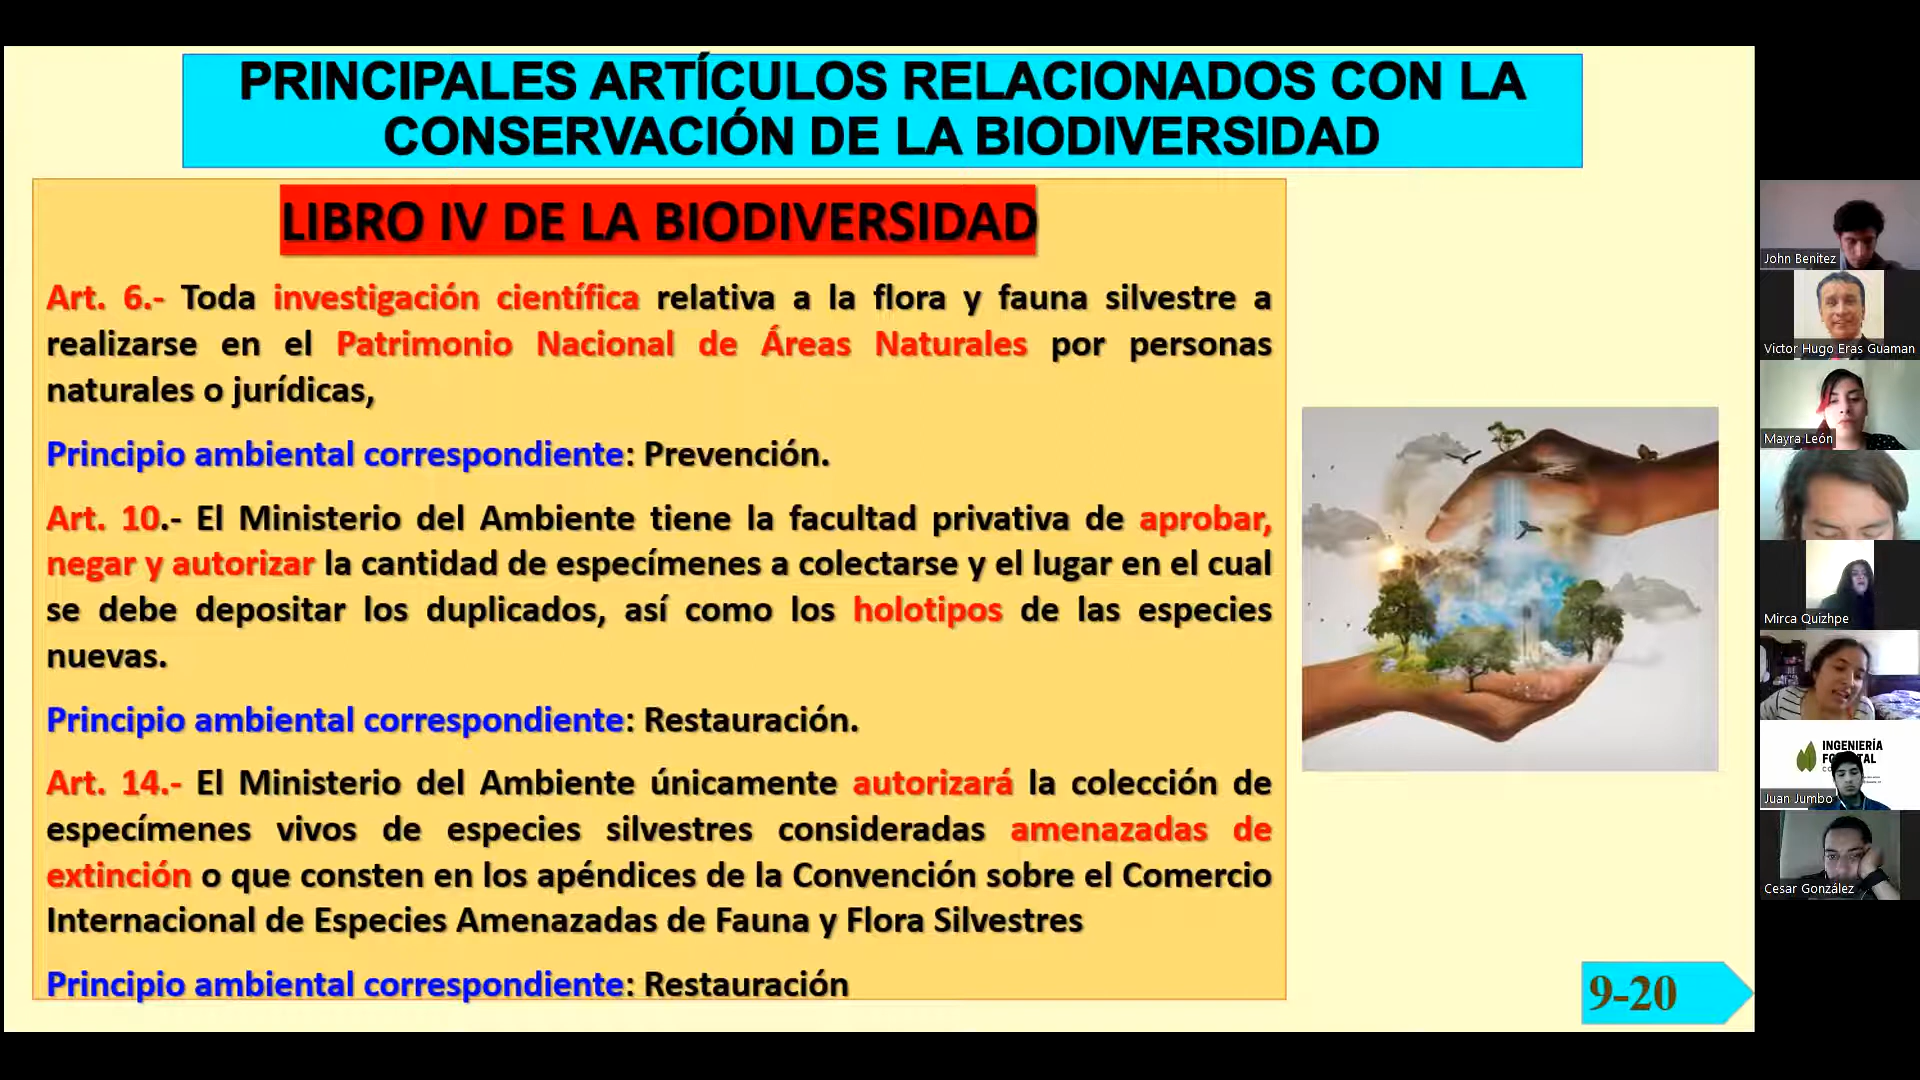 PRINCIPALES ARTÍCULOS RELACIONADOS CON LA
CONSERVACIÓN DE LA BIODIVERSIDAD
LIBRO IV DE LA BIODIVERSIDAD
Art. 6.- Toda investigación científica relativa a la flora y fauna silvestre a
realizarse en el Patrimonio Nacional de Áreas Naturales por personas
naturales o jurídicas,
Principio ambiental correspondiente: Prevención.
Art. 10.- El Ministerio del Ambiente tiene la facultad privativa de aprobar,
negar y autorizar la cantidad de especímenes a colectarse y el lugar en el cual
se debe depositar los duplicados, así como los holotipos de las especies
nuevas.
Principio ambiental correspondiente: Restauración.
Art. 14.- El Ministerio del Ambiente únicamente autorizará la colección de
especímenes vivos de especies silvestres consideradas amenazadas de
extinción o que consten en los apéndices de la Convención sobre el Comercio
Internacional de Especies Amenazadas de Fauna y Flora Silvestres
Principio ambiental correspondiente: Restauración
9-20
John Benitez
Victor Hugo Eras Guaman
Mayra León
Mirca Quizhpe
INGENIERÍA
Juan Jumbo
Cesar González